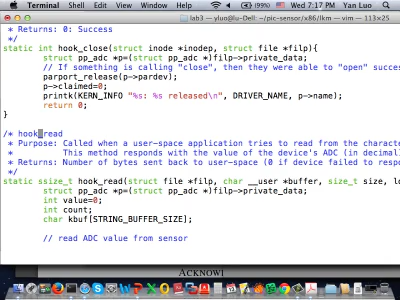 Terminal Shell Edit View Window Help 99% Wed 7:17 PM Yan Luo
lab3 — yluo@lu-Dell: ~/pic-sensor/x86/lkm — vim — 113×25
* Returns: 0: Success
*/
static int hook_close(struct inode *inodep, struct file *filp){
struct pp_adc *p=(struct pp_adc *)filp->private_data;
// If something is calling "close", then they were able to "open" succes
parport_release(p->pardev);
p->claimed=0;
printk(KERN_INFO "%s: %s released\n", DRIVER_NAME, p->name);
return 0;
}
/* hook_read
* Purpose: Called when a user-space application tries to read from the characte
* This method responds with the value of the device's ADC (in decimal)
* Returns: Number of bytes sent back to user-space (0 if device failed to respo
*/
static ssize_t hook_read(struct file *filp, char __user *buffer, size_t size, lo
struct pp_adc *p=(struct pp_adc *)filp->private_data;
int value=0;
int count;
char kbuf[STRING_BUFFER_SIZE];
// read ADC value from sensor
ACKNOWL